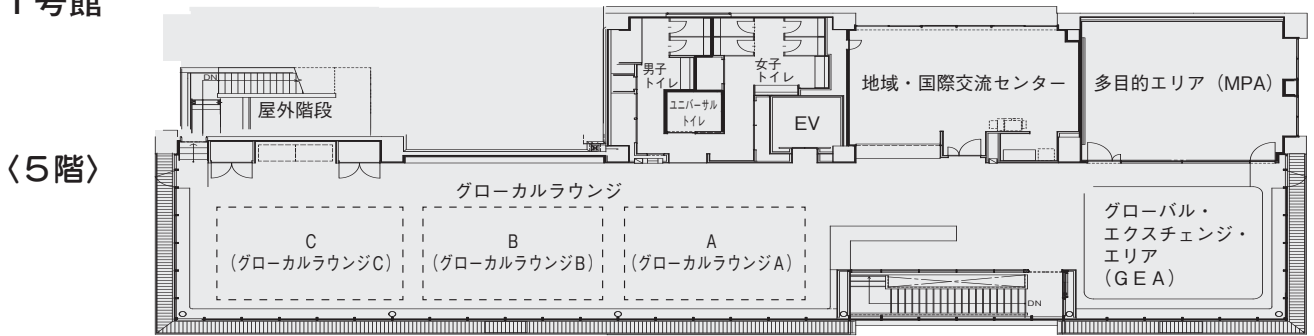 1号館
〈5階〉
DN
屋外階段
男子
トイレ
女子
トイレ
ユニバーサル
トイレ
EV
地域・国際交流センター
多目的エリア（MPA）
グローカルラウンジ
C
（グローカルラウンジC）
B
（グローカルラウンジB）
A
（グローカルラウンジA）
グローバル・
エクスチェンジ・
エリア
（GEA）
DN